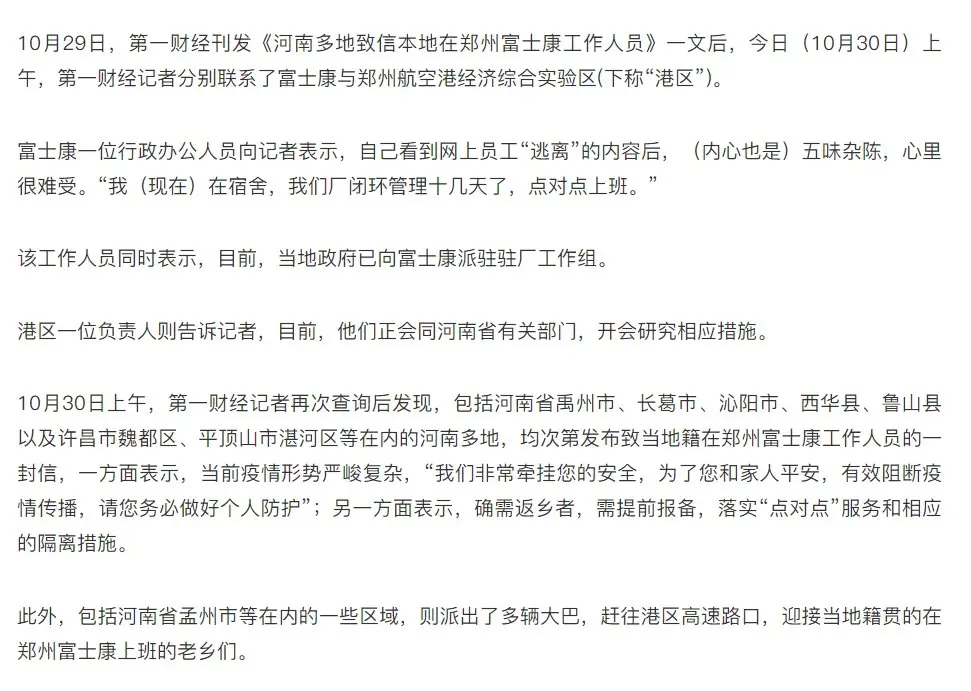 10月29日，第一财经刊发《河南多地致信本地在郑州富士康工作人员》一文后，今日（10月30日）上
午，第一财经记者分别联系了富士康与郑州航空港经济综合实验区(下称“港区”)。
富士康一位行政办公人员向记者表示，自己看到网上员工“逃离”的内容后，（内心也是）五味杂陈，心里
很难受。“我（现在）在宿舍，我们厂闭环管理十几天了，点对点上班。”
该工作人员同时表示，目前，当地政府已向富士康派驻驻厂工作组。
港区一位负责人则告诉记者，目前，他们正会同河南省有关部门，开会研究相应措施。
10月30日上午，第一财经记者再次查询后发现，包括河南省禹州市、长葛市、沁阳市、西华县、鲁山县
以及许昌市魏都区、平顶山市湛河区等在内的河南多地，均次第发布致当地籍在郑州富士康工作人员的一
封信，一方面表示，当前疫情形势严峻复杂，“我们非常牵挂您的安全，为了您和家人平安，有效阻断疫
情传播，请您务必做好个人防护”；另一方面表示，确需返乡者，需提前报备，落实“点对点”服务和相应
的隔离措施。
此外，包括河南省孟州市等在内的一些区域，则派出了多辆大巴，赶往港区高速路口，迎接当地籍贯的在
郑州富士康上班的老乡们。